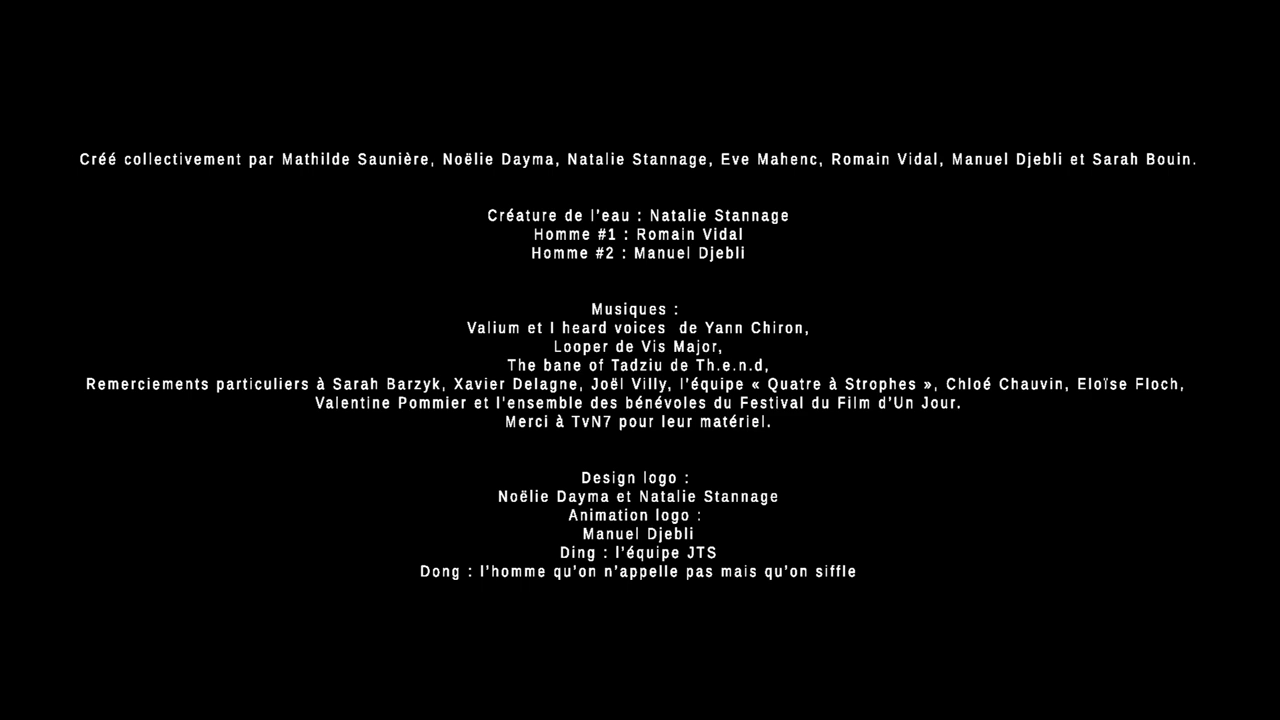 Créé collectivement par Mathilde Saunière, Noëlie Dayma, Natalie Stannage, Eve Mahenc, Romain Vidal, Manuel Djebli et Sarah Bouin.
Créature de l’eau : Natalie Stannage
Homme #1 : Romain Vidal
Homme #2 : Manuel Djebli
Musiques :
Valium et I heard voices  de Yann Chiron,
Looper de Vis Major,
The bane of Tadziu de Th.e.n.d,
Remerciements particuliers à Sarah Barzyk, Xavier Delagne, Joël Villy, l’équipe « Quatre à Strophes », Chloé Chauvin, Eloïse Floch,
Valentine Pommier et l'ensemble des bénévoles du Festival du Film d’Un Jour.
Merci à TvN7 pour leur matériel.
Design logo :
Noëlie Dayma et Natalie Stannage
Animation logo :
Manuel Djebli
Ding : l’équipe JTS
Dong : l’homme qu’on n’appelle pas mais qu’on siffle